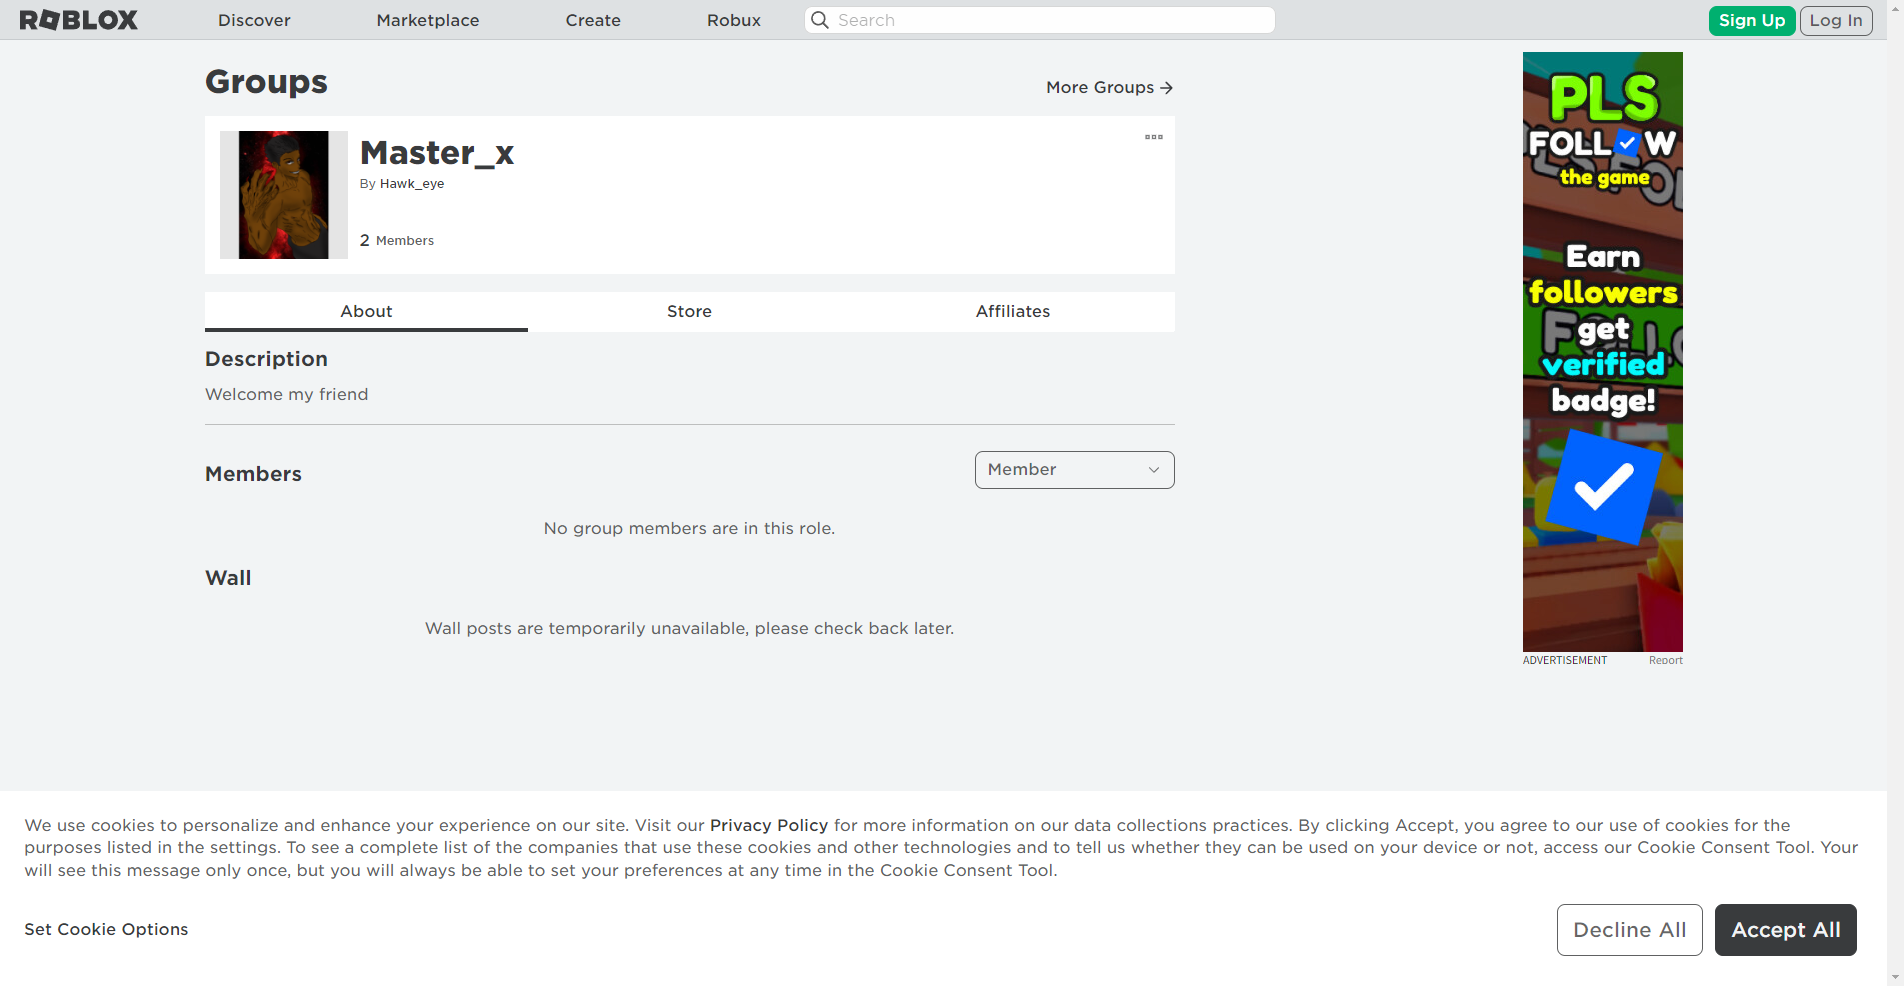 ROBLOX Discover Marketplace Create Robux Search Sign Up Log In
Groups
More Groups
Master_x
By Hawk_eye
2 Members
About Store Affiliates
Description
Welcome my friend
Members
Member
No group members are in this role.
Wall
Wall posts are temporarily unavailable, please check back later.
PLS
FOLLOW
the game
Earn
followers
get
verified
badge!
ADVERTISEMENT Report
We use cookies to personalize and enhance your experience on our site. Visit our Privacy Policy for more information on our data collections practices. By clicking Accept, you agree to our use of cookies for the
purposes listed in the settings. To see a complete list of the companies that use these cookies and other technologies and to tell us whether they can be used on your device or not, access our Cookie Consent Tool. Your
will see this message only once, but you will always be able to set your preferences at any time in the Cookie Consent Tool.
Set Cookie Options
Decline All
Accept All